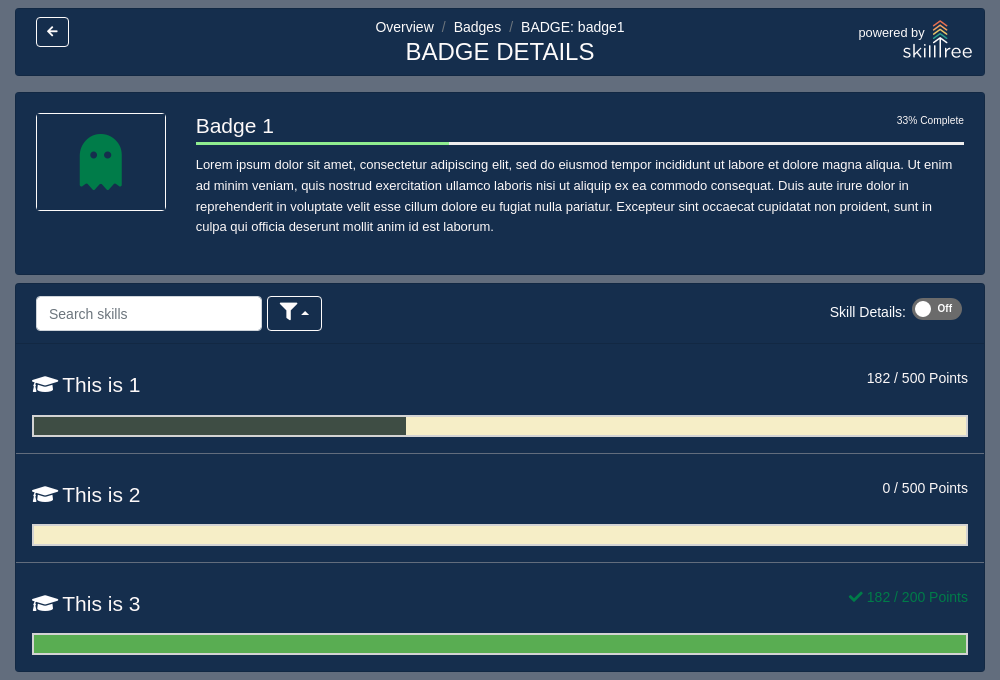 Overview / Badges / BADGE: badge1
BADGE DETAILS
powered by
skilltree
Badge 1
33% Complete
Lorem ipsum dolor sit amet, consectetur adipiscing elit, sed do eiusmod tempor incididunt ut labore et dolore magna aliqua. Ut enim
ad minim veniam, quis nostrud exercitation ullamco laboris nisi ut aliquip ex ea commodo consequat. Duis aute irure dolor in
reprehenderit in voluptate velit esse cillum dolore eu fugiat nulla pariatur. Excepteur sint occaecat cupidatat non proident, sunt in
culpa qui officia deserunt mollit anim id est laborum.
Search skills
Skill Details: Off
This is 1
182 / 500 Points
This is 2
0 / 500 Points
This is 3
182 / 200 Points